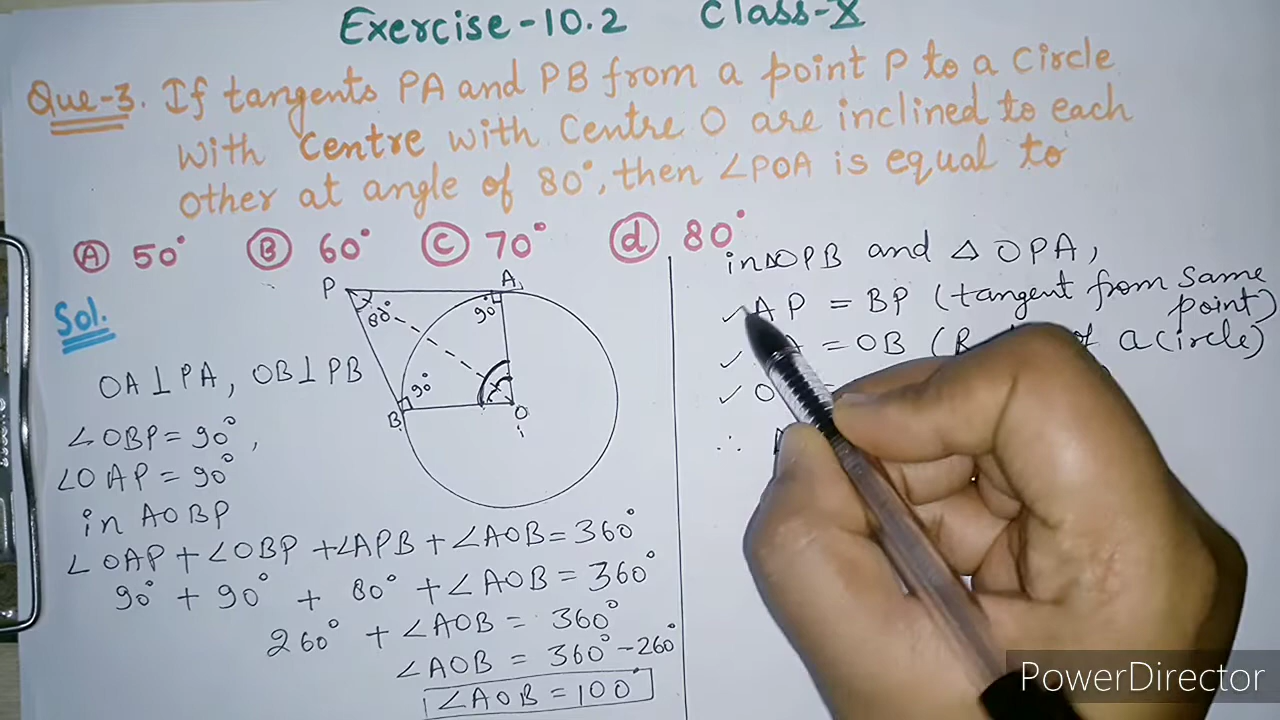 Exercise-10.2 Class-X
Que-3. If tangents PA and PB from a point P to a circle
with centre with centre O are inclined to each
other at angle of 80°, then ∠POA is equal to
(A) 50° (B) 60° (C) 70° (d) 80°
Sol.
P A
80° 90°
90°
B O
OA⊥PA, OB⊥PB
∠OBP = 90°,
∠OAP = 90°
in AOBP
∠OAP + ∠OBP + ∠APB + ∠AOB = 360°
90° + 90° + 80° + ∠AOB = 360°
260° + ∠AOB = 360°
∠AOB = 360° - 260°
∠AOB = 100°
in△OPB and △OPA,
✓ AP = BP (tangent from same
point)
✓ = OB ( of a circle)
✓ O =
∴
PowerDirector